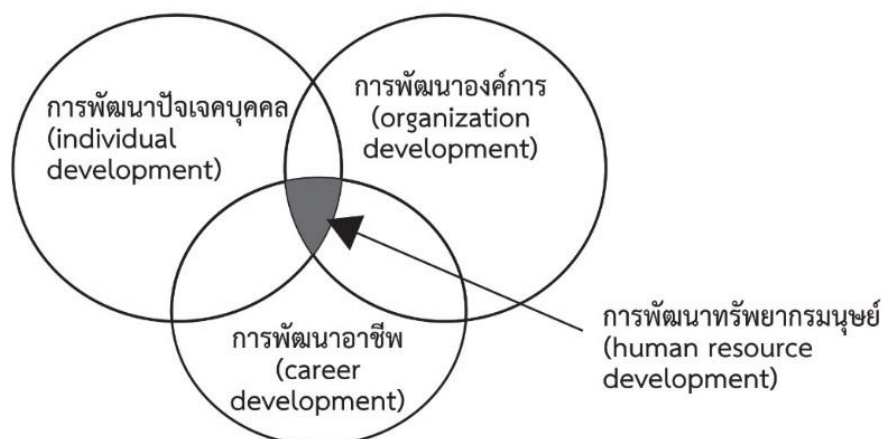 การพัฒนาปัจเจคบุคคล
(individual
development)
การพัฒนาองค์การ
(organization
development)
การพัฒนาอาชีพ
(career
development)
การพัฒนาทรัพยากรมนุษย์
(human resource
development)